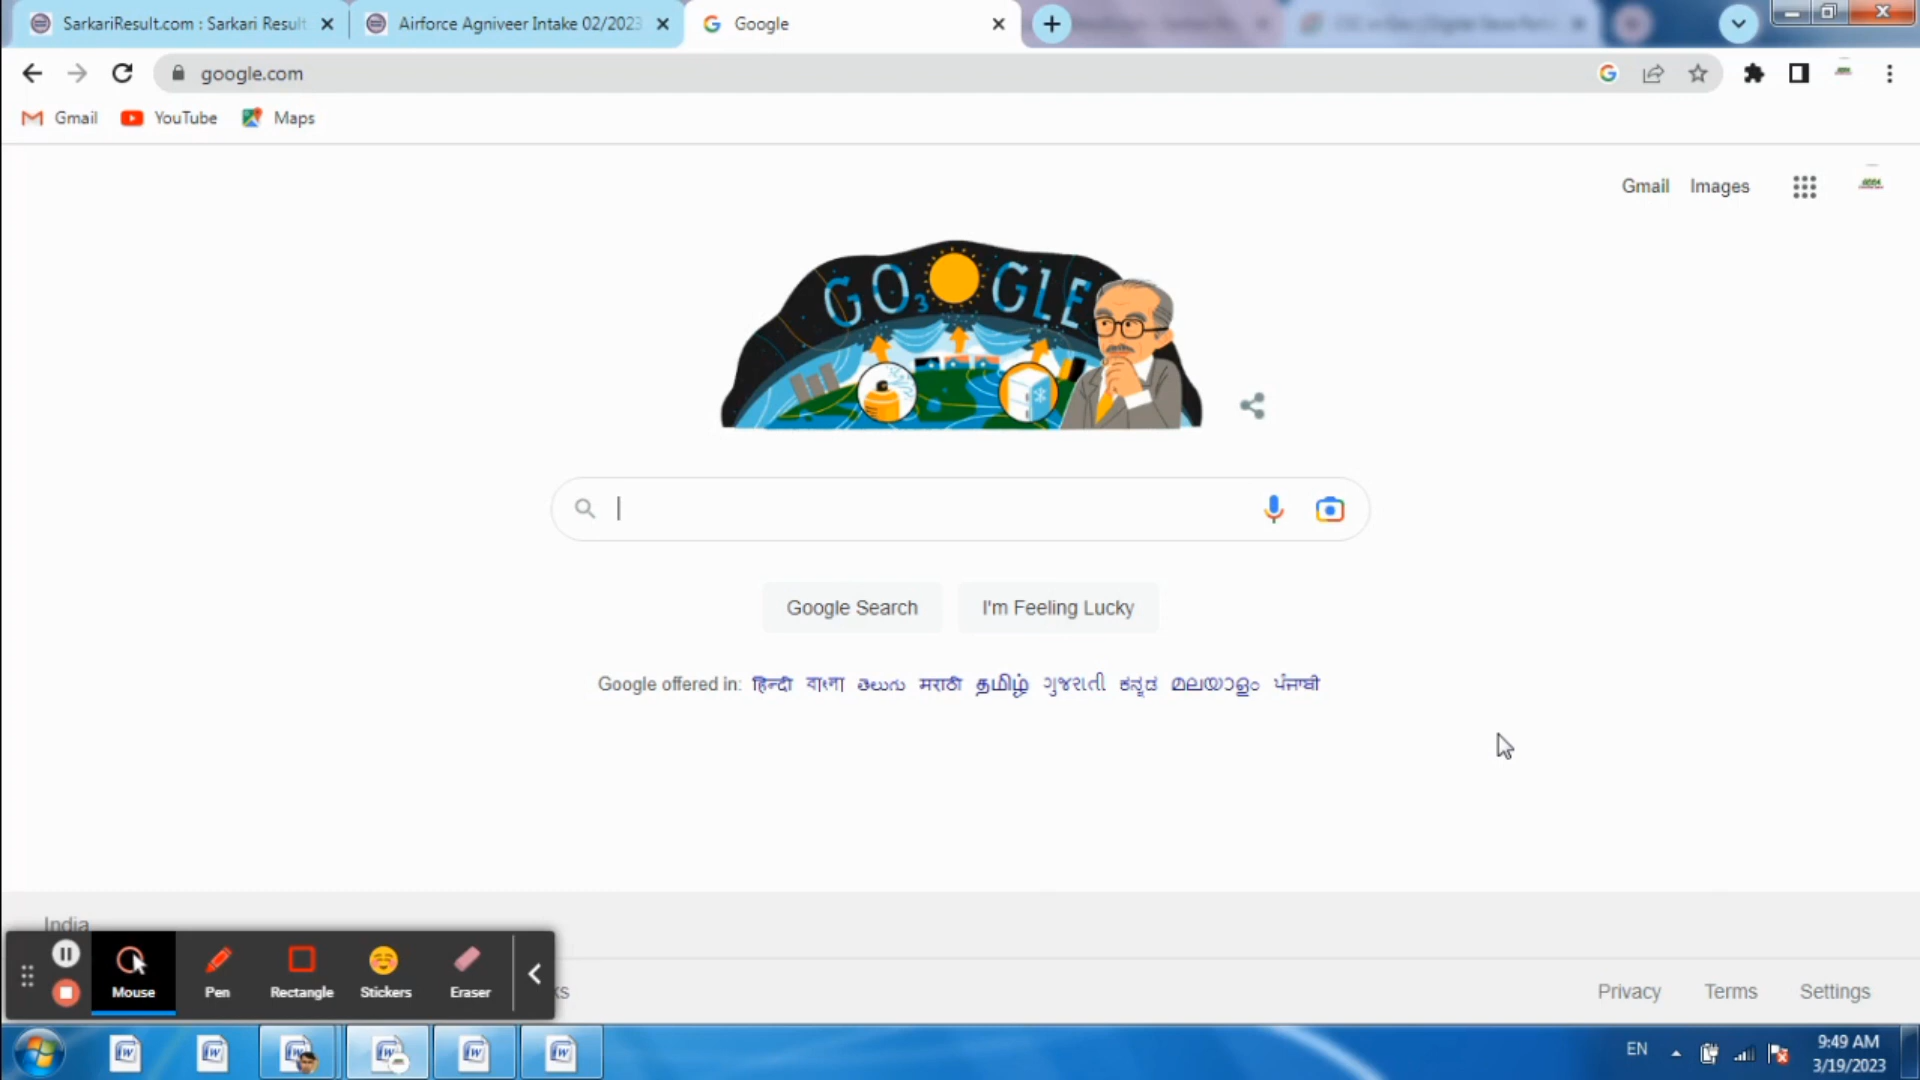 SarkariResult.com : Sarkari Result
Airforce Agniveer Intake 02/2023
Google
google.com
Gmail
YouTube
Maps
Gmail
Images
GO3GLE
Google Search
I'm Feeling Lucky
Google offered in: हिन्दी বাংলা తెలుగు मराठी தமிழ் ગુજરાતી ಕನ್ನಡ മലയാളം ਪੰਜਾਬੀ
India
Mouse
Pen
Rectangle
Stickers
Eraser
ks
Privacy
Terms
Settings
EN
9:49 AM
3/19/2023